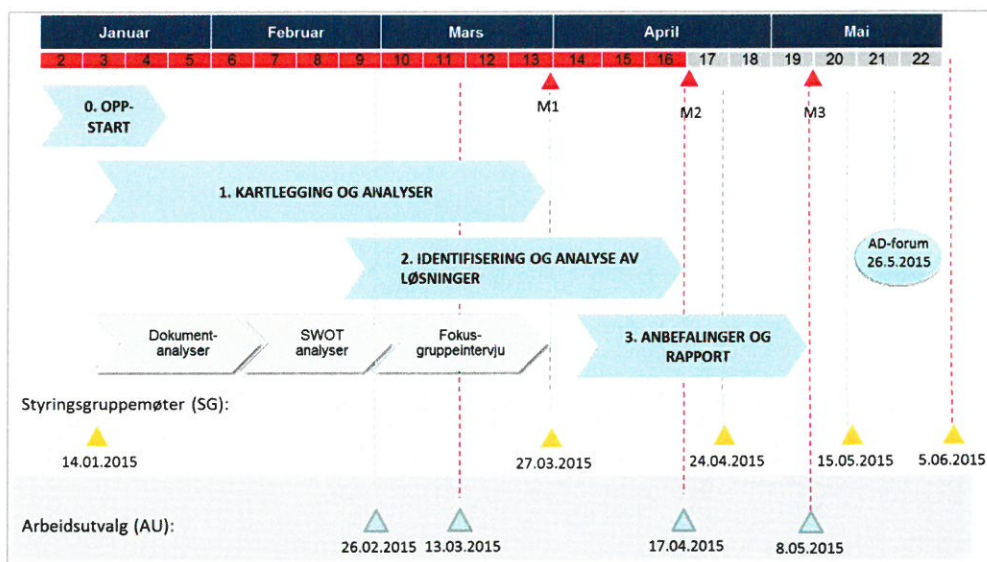 Januar Februar Mars April Mai
2 3 4 5 6 7 8 9 10 11 12 13 14 15 16 17 18 19 20 21 22
M1
M2
M3
0. OPP-
START
1. KARTLEGGING OG ANALYSER
2. IDENTIFISERING OG ANALYSE AV
LØSNINGER
AD-forum
26.5.2015
Dokument-
analyser
SWOT
analyser
Fokus-
gruppeintervju
3. ANBEFALINGER OG
RAPPORT
Styringsgruppemøter (SG):
14.01.2015 27.03.2015 24.04.2015 15.05.2015 5.06.2015
Arbeidsutvalg (AU):
26.02.2015 13.03.2015 17.04.2015 8.05.2015